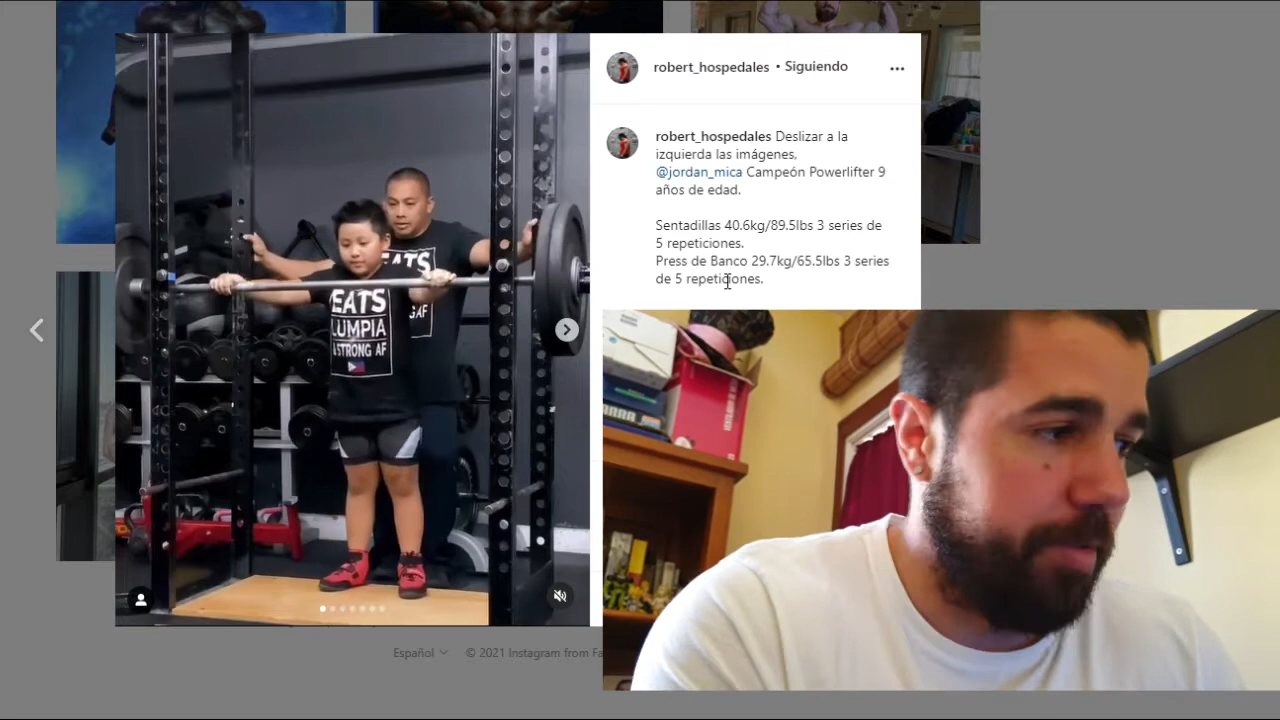 robert_hospedales • Siguiendo
robert_hospedales Deslizar a la
izquierda las imágenes,
@jordan_mica Campeón Powerlifter 9
años de edad.
Sentadillas 40.6kg/89.5lbs 3 series de
5 repeticiones.
Press de Banco 29.7kg/65.5lbs 3 series
de 5 repeticiones.
EATS
LUMPIA
& STRONG AF
EATS
GAF
Español
© 2021 Instagram from Fa